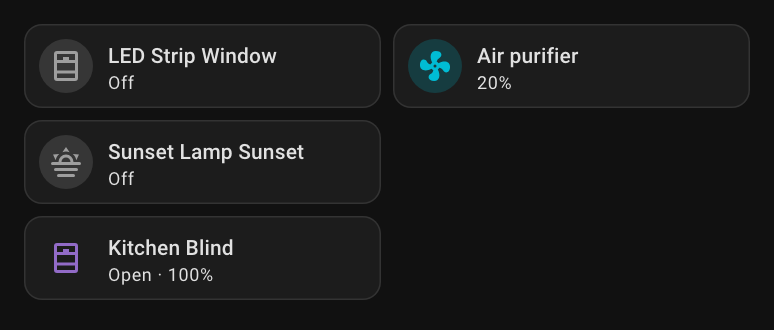 LED Strip Window
Off
Air purifier
20%
Sunset Lamp Sunset
Off
Kitchen Blind
Open · 100%